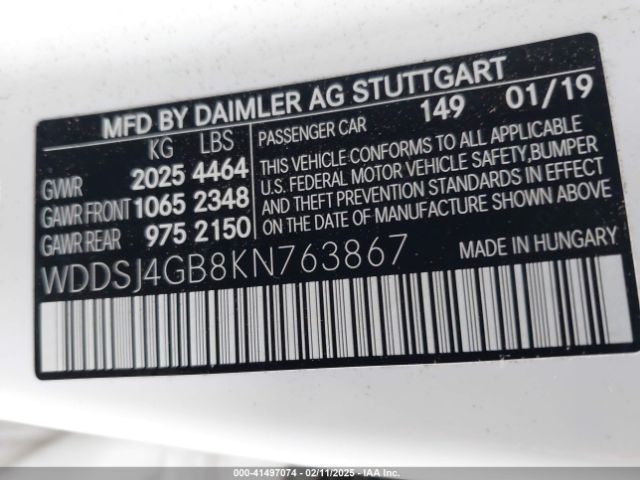 MFD BY DAIMLER AG STUTTGART
KG LBS
GVWR 2025 4464
GAWR FRONT 1065 2348
GAWR REAR 975 2150
PASSENGER CAR 149 01/19
THIS VEHICLE CONFORMS TO ALL APPLICABLE
U.S. FEDERAL MOTOR VEHICLE SAFETY, BUMPER
AND THEFT PREVENTION STANDARDS IN EFFECT
ON THE DATE OF MANUFACTURE SHOWN ABOVE
WDDSJ4GB8KN763867
MADE IN HUNGARY
000-41497074 - 02/11/2025 - IAA, Inc.